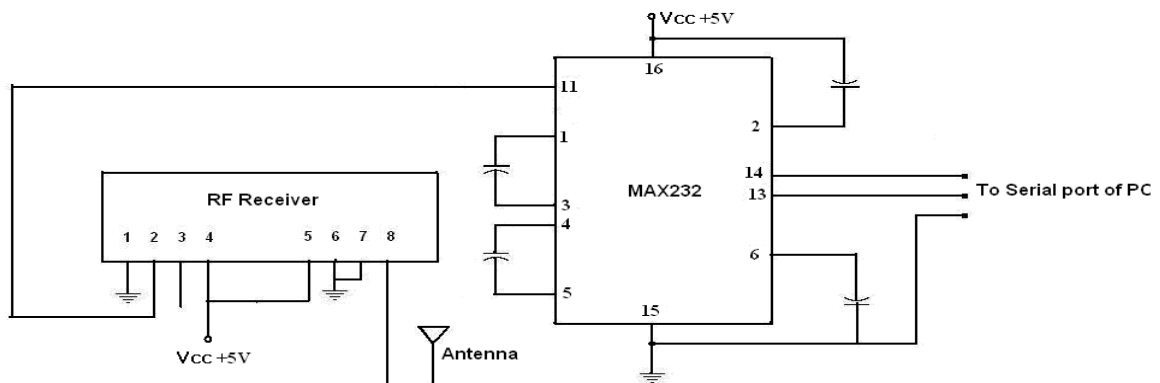 VCC +5V
16
11
1
2
14
MAX232
13
To Serial port of PC
3
4
6
5
15
RF Receiver
1 2 3 4 5 6 7 8
VCC +5V
Antenna